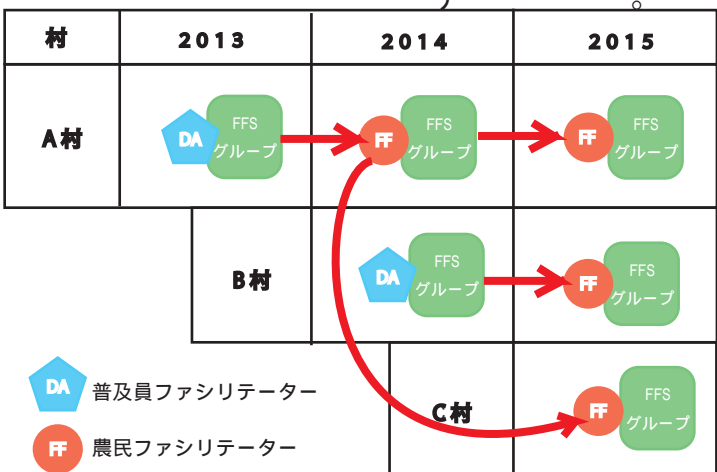 村 2013 2014 2015
A村
DA
FFS
グループ
FF
FFS
グループ
FF
FFS
グループ
B村
DA
FFS
グループ
FF
FFS
グループ
C村
FF
FFS
グループ
DA 普及員ファシリテーター
FF 農民ファシリテーター